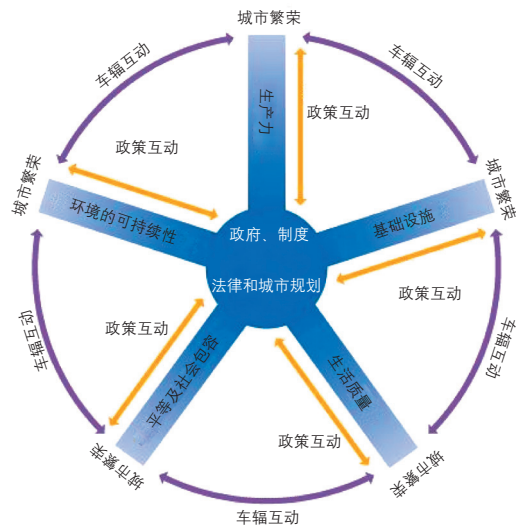 城市繁荣
车辐互动
车辐互动
生产力
政策互动
政策互动
城市繁荣
城市繁荣
环境的可持续性
基础设施
政府、制度
法律和城市规划
政策互动
政策互动
车辐互动
车辐互动
平等及社会包容
生活质量
政策互动
城市繁荣
城市繁荣
车辐互动